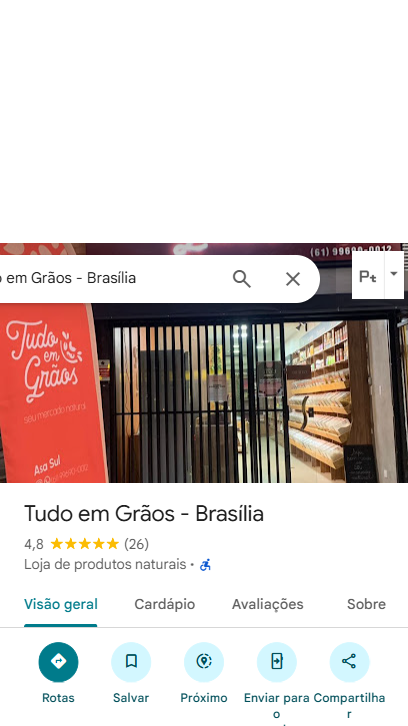 (61) 99690-0012
o em Grãos - Brasília
Tudo
em
Grãos
seu mercado natural
Asa Sul
Tudo em Grãos - Brasília
4,8 ★★★★★ (26)
Loja de produtos naturais ·
Visão geral Cardápio Avaliações Sobre
Rotas Salvar Próximo Enviar para o Compartilhar